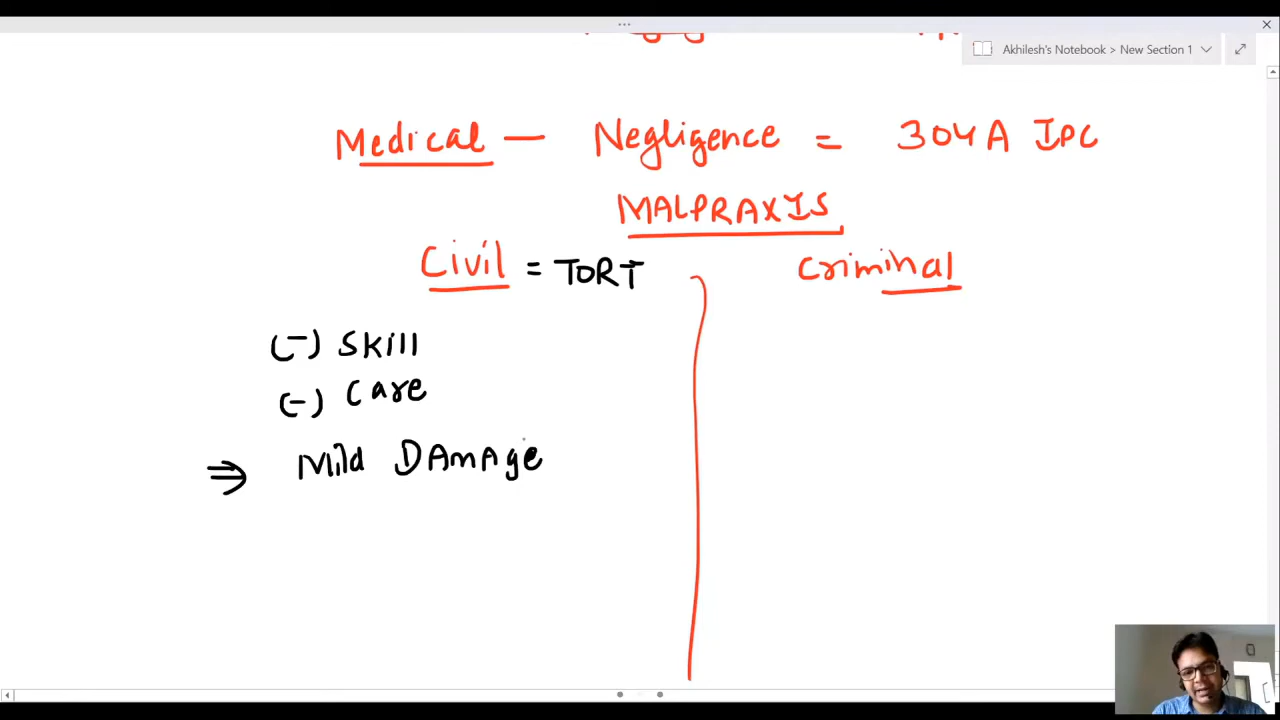 Akhilesh's Notebook > New Section 1
Medical — Negligence = 304A IPC
MALPRAXIS
Civil = TORT
Criminal
(-) Skill
(-) Care
⇒ Mild DAmAge